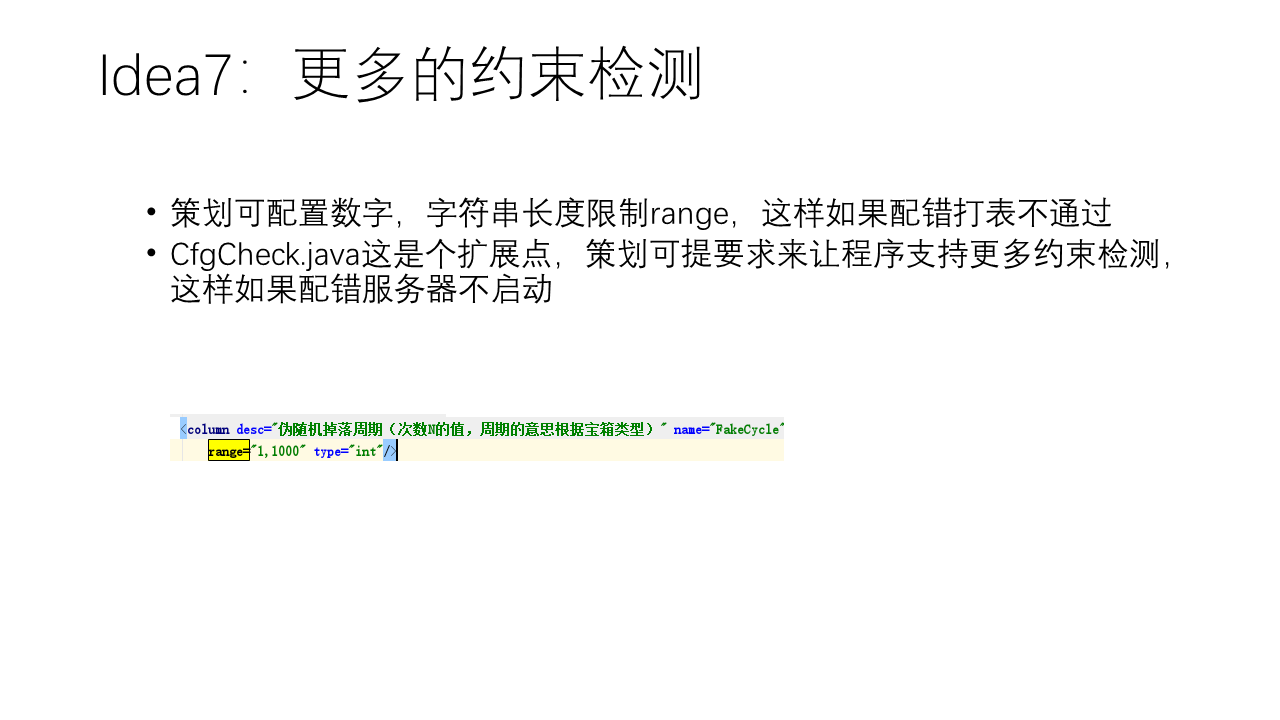 Idea7：更多的约束检测
• 策划可配置数字，字符串长度限制range，这样如果配错打表不通过
• CfgCheck.java这是个扩展点，策划可提要求来让程序支持更多约束检测，
这样如果配错服务器不启动
<column desc="伪随机掉落周期（次数N的值，周期的意思根据宝箱类型）" name="FakeCycle"
range="1,1000" type="int"/>